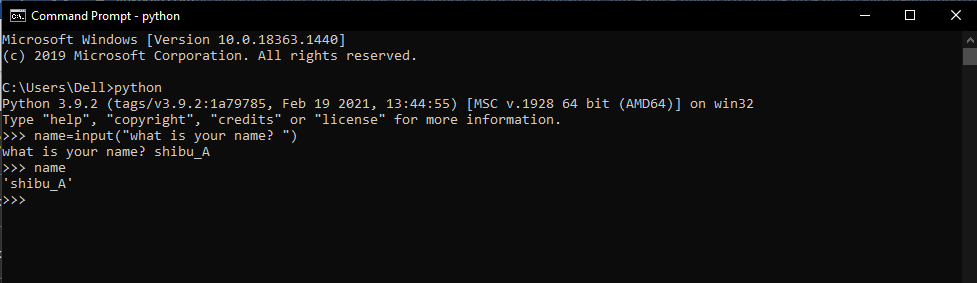 Command Prompt - python
Microsoft Windows [Version 10.0.18363.1440]
(c) 2019 Microsoft Corporation. All rights reserved.
C:\Users\Dell>python
Python 3.9.2 (tags/v3.9.2:1a79785, Feb 19 2021, 13:44:55) [MSC v.1928 64 bit (AMD64)] on win32
Type "help", "copyright", "credits" or "license" for more information.
>>> name=input("what is your name? ")
what is your name? shibu_A
>>> name
'shibu_A'
>>>